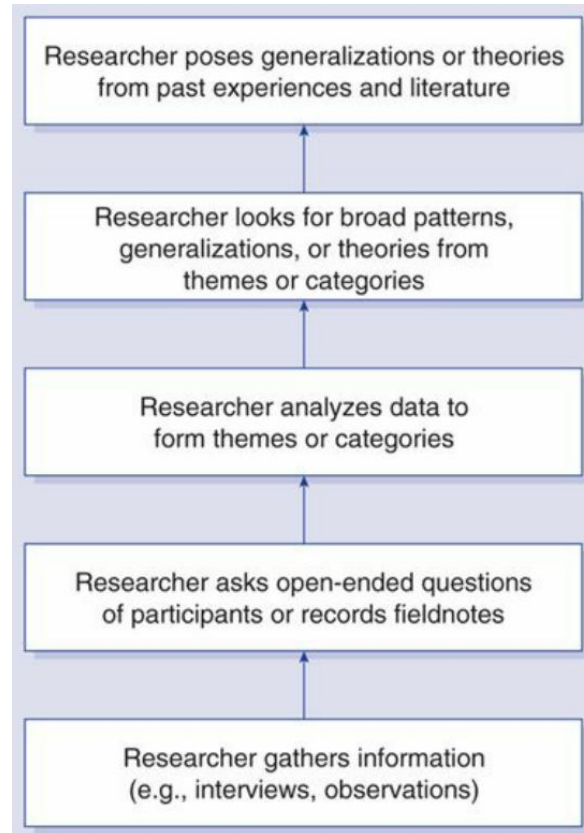 Researcher poses generalizations or theories
from past experiences and literature
Researcher looks for broad patterns,
generalizations, or theories from
themes or categories
Researcher analyzes data to
form themes or categories
Researcher asks open-ended questions
of participants or records fieldnotes
Researcher gathers information
(e.g., interviews, observations)